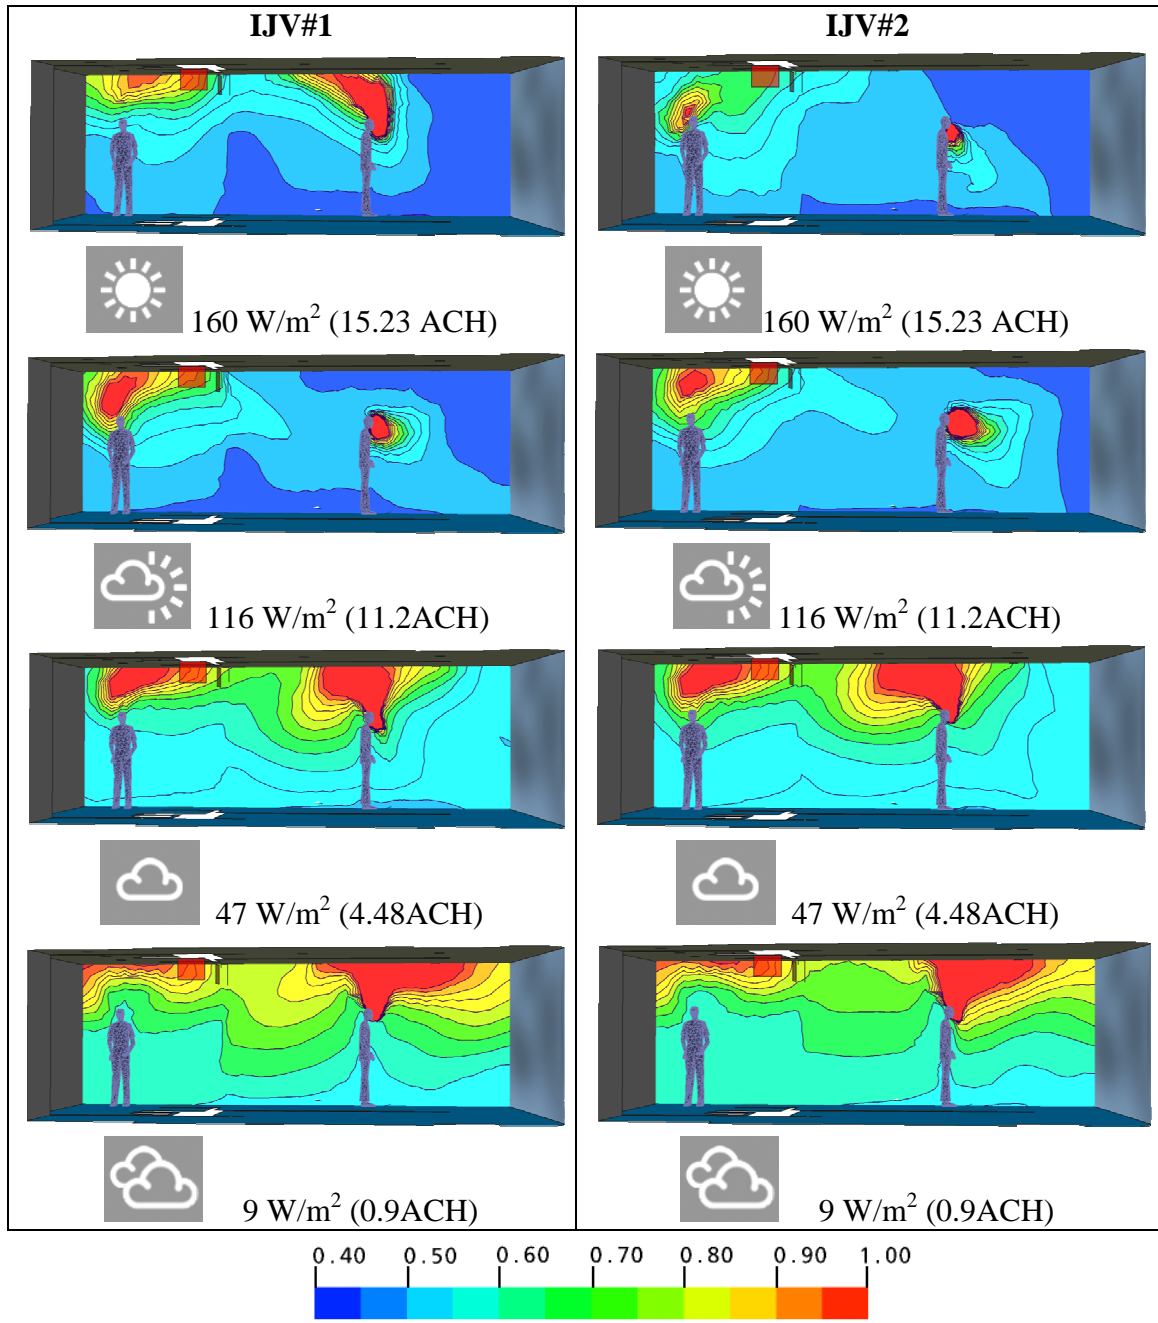 IJV#1 IJV#2
160 W/m² (15.23 ACH) 160 W/m² (15.23 ACH)
116 W/m² (11.2ACH) 116 W/m² (11.2ACH)
47 W/m² (4.48ACH) 47 W/m² (4.48ACH)
9 W/m² (0.9ACH) 9 W/m² (0.9ACH)
0.40 0.50 0.60 0.70 0.80 0.90 1.00